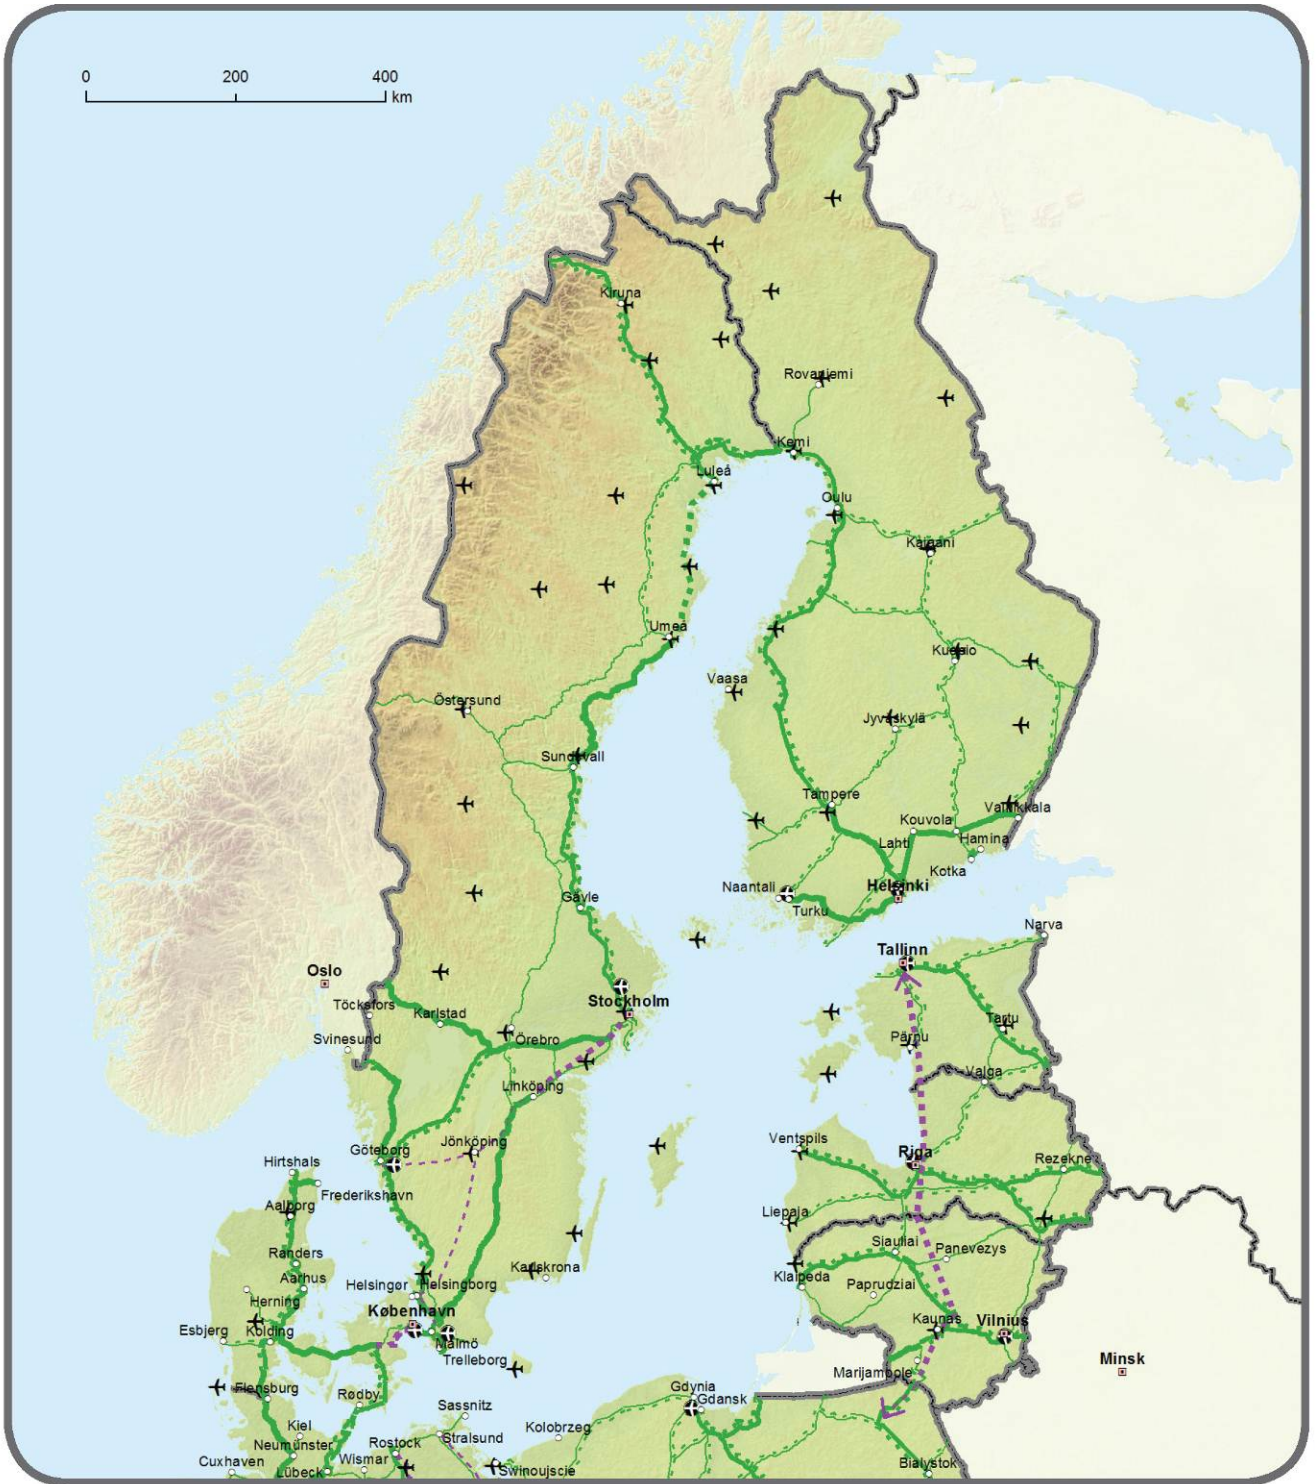 0 200 400
km
Kiruna
Rovaniemi
Kemi
Luleå
Oulu
Kajaani
Umeå
Kuopio
Vaasa
Östersund
Jyväskylä
Sundsvall
Tampere
Vainikkala
Kouvola
Lahti
Hamina
Kotka
Naantali
Helsinki
Gävle
Turku
Narva
Tallinn
Oslo
Stockholm
Töcksfors
Karlstad
Tartu
Svinesund
Örebro
Pärnu
Valga
Linköping
Ventspils
Göteborg
Jönköping
Riga
Rezekne
Hirtshals
Frederikshavn
Aalborg
Liepaja
Siauliai
Panevezys
Randers
Karlskrona
Aarhus
Helsingør
Helsingborg
Klaipeda
Paprudziai
Herning
København
Kaunas
Vilnius
Esbjerg
Kolding
Malmö
Trelleborg
Minsk
Marijampole
Flensburg
Rødby
Gdynia
Gdansk
Sassnitz
Kiel
Kolobrzeg
Stralsund
Neumünster
Rostock
Cuxhaven
Wismar
Lübeck
Swinoujscie
Bialystok